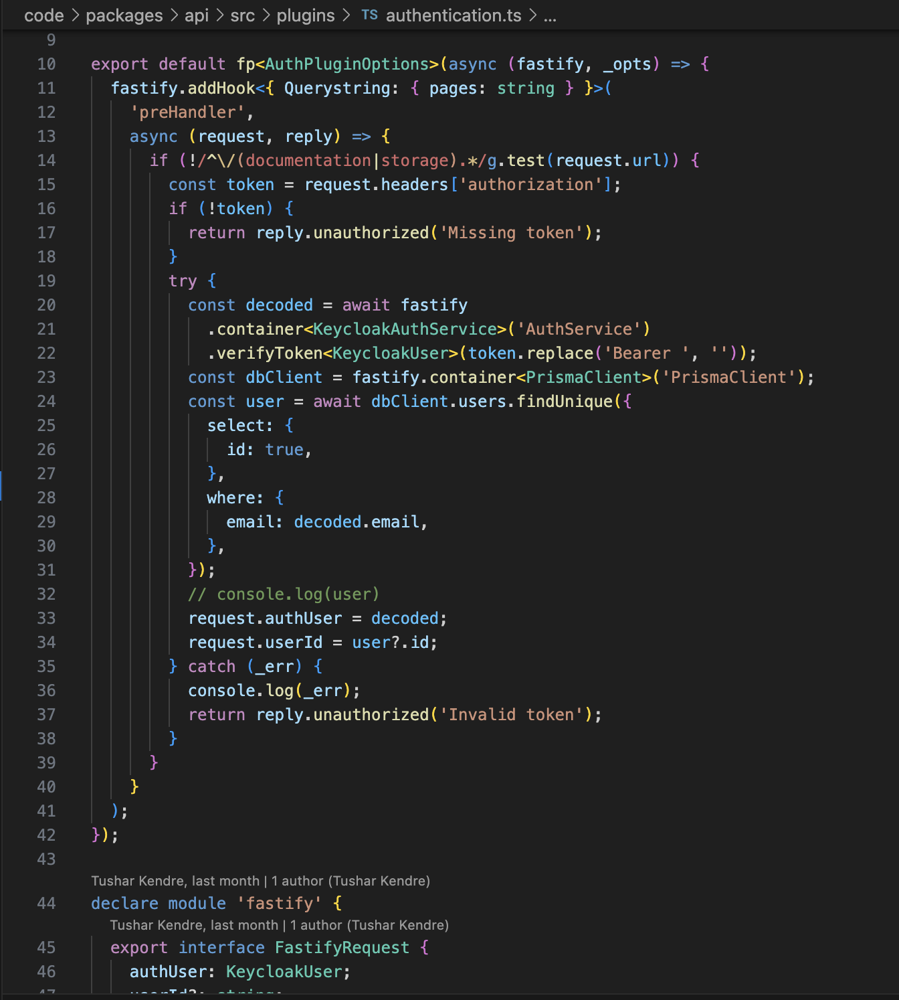 code > packages > api > src > plugins > TS authentication.ts > ...
9
10 export default fp<AuthPluginOptions>(async (fastify, _opts) => {
11 fastify.addHook<{ Querystring: { pages: string } }>(
12 'preHandler',
13 async (request, reply) => {
14 if (!/^\/(documentation|storage).*/g.test(request.url)) {
15 const token = request.headers['authorization'];
16 if (!token) {
17 return reply.unauthorized('Missing token');
18 }
19 try {
20 const decoded = await fastify
21 .container<KeycloakAuthService>('AuthService')
22 .verifyToken<KeycloakUser>(token.replace('Bearer ', ''));
23 const dbClient = fastify.container<PrismaClient>('PrismaClient');
24 const user = await dbClient.users.findUnique({
25 select: {
26 id: true,
27 },
28 where: {
29 email: decoded.email,
30 },
31 });
32 // console.log(user)
33 request.authUser = decoded;
34 request.userId = user?.id;
35 } catch (_err) {
36 console.log(_err);
37 return reply.unauthorized('Invalid token');
38 }
39 }
40 }
41 );
42 });
43
Tushar Kendre, last month | 1 author (Tushar Kendre)
44 declare module 'fastify' {
Tushar Kendre, last month | 1 author (Tushar Kendre)
45 export interface FastifyRequest {
46 authUser: KeycloakUser;
47 userId?: string;